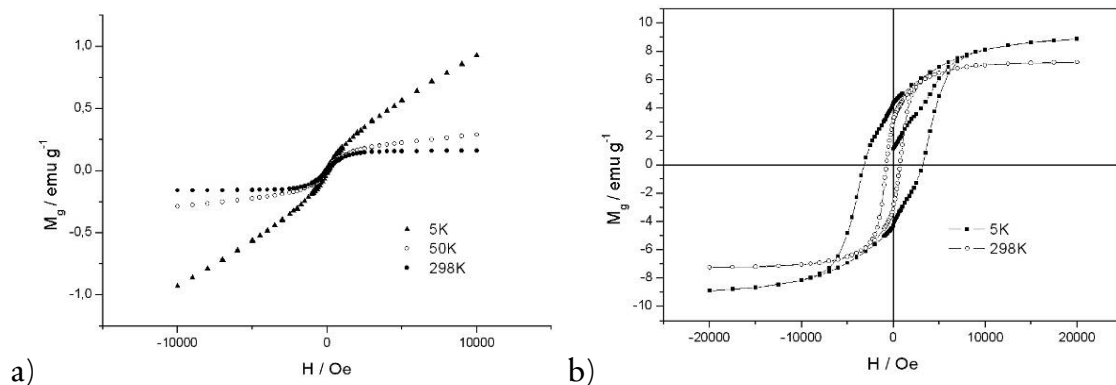 1,0
0,5
0,0
-0,5
-1,0
M_g / emu g^-1
5K
50K
298K
-10000 0 10000
H / Oe
a)
10
8
6
4
2
0
-2
-4
-6
-8
-10
M_g / emu g^-1
5K
298K
-20000 -10000 0 10000 20000
H / Oe
b)